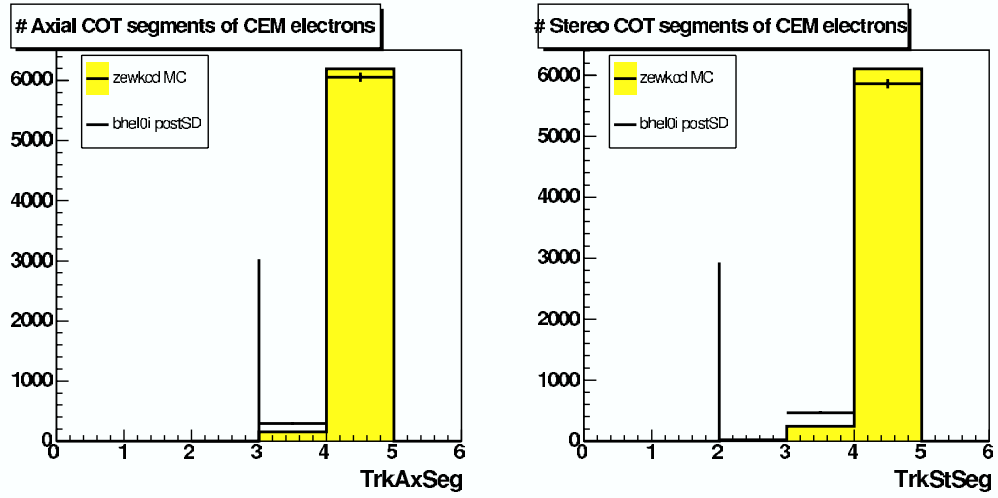 # Axial COT segments of CEM electrons
zewkcd MC
bhel0i postSD
6000
5000
4000
3000
2000
1000
0
0 1 2 3 4 5 6
TrkAxSeg
# Stereo COT segments of CEM electrons
zewkcd MC
bhel0i postSD
6000
5000
4000
3000
2000
1000
0
0 1 2 3 4 5 6
TrkStSeg